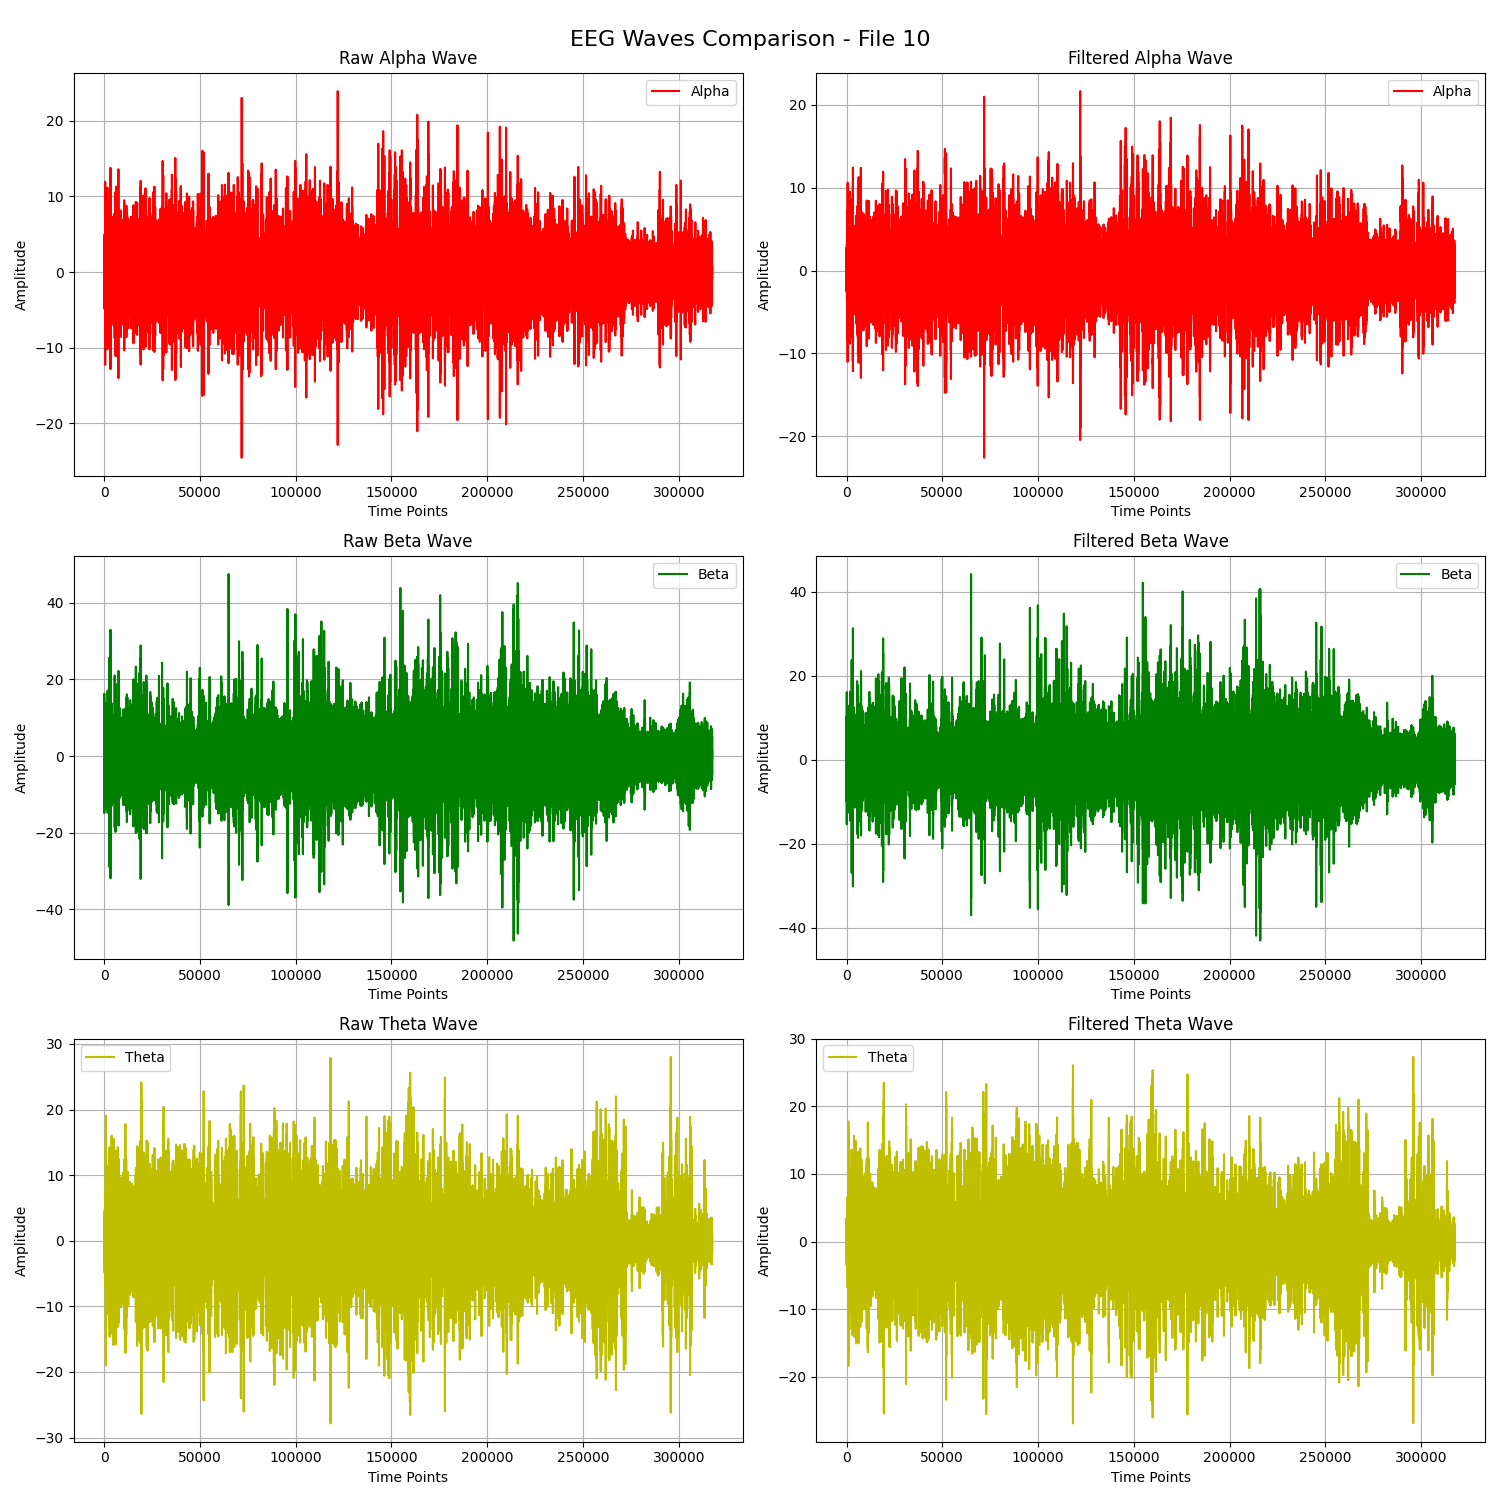 EEG Waves Comparison - File 10
Raw Alpha Wave
Alpha
Amplitude
20
10
0
−10
−20
0 50000 100000 150000 200000 250000 300000
Time Points
Filtered Alpha Wave
Alpha
Amplitude
20
10
0
−10
−20
0 50000 100000 150000 200000 250000 300000
Time Points
Raw Beta Wave
Beta
Amplitude
40
20
0
−20
−40
0 50000 100000 150000 200000 250000 300000
Time Points
Filtered Beta Wave
Beta
Amplitude
40
20
0
−20
−40
0 50000 100000 150000 200000 250000 300000
Time Points
Raw Theta Wave
Theta
Amplitude
30
20
10
0
−10
−20
−30
0 50000 100000 150000 200000 250000 300000
Time Points
Filtered Theta Wave
Theta
Amplitude
30
20
10
0
−10
−20
0 50000 100000 150000 200000 250000 300000
Time Points